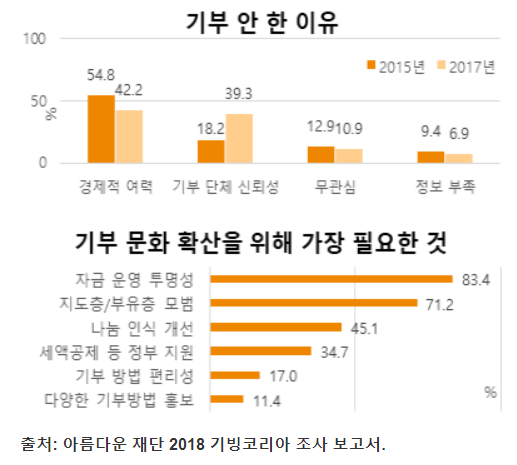 기부 안 한 이유
100
2015년 2017년
54.8 42.2 18.2 39.3 12.9 10.9 9.4 6.9
50
%
0
경제적 여력 기부 단체 신뢰성 무관심 정보 부족
기부 문화 확산을 위해 가장 필요한 것
자금 운영 투명성 83.4
지도층/부유층 모범 71.2
나눔 인식 개선 45.1
세액공제 등 정부 지원 34.7
기부 방법 편리성 17.0
%
다양한 기부방법 홍보 11.4
출처: 아름다운 재단 2018 기빙코리아 조사 보고서.